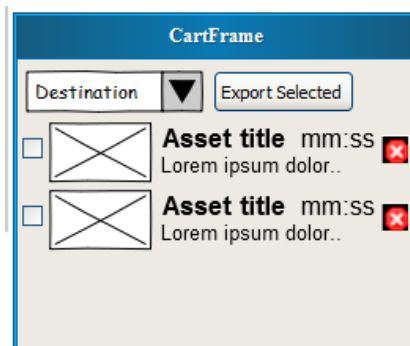 CartFrame
Destination Export Selected
Asset title mm:ss
Lorem ipsum dolor..
Asset title mm:ss
Lorem ipsum dolor..